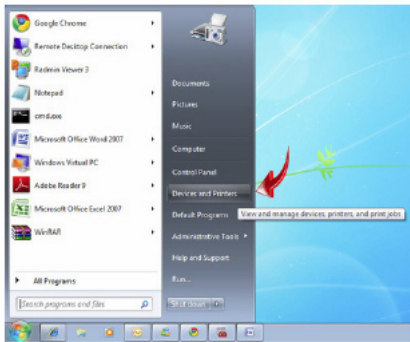 Google Chrome
Remote Desktop Connection
Radmin Viewer 3
Notepad
cmd.exe
Microsoft Office Word 2007
Windows Virtual PC
Adobe Reader 9
Microsoft Office Excel 2007
WinRAR
All Programs
Search programs and files
Documents
Pictures
Music
Computer
Control Panel
Devices and Printers
Default Programs
Administrative Tools
Help and Support
Run...
Shut down
View and manage devices, printers, and print jobs